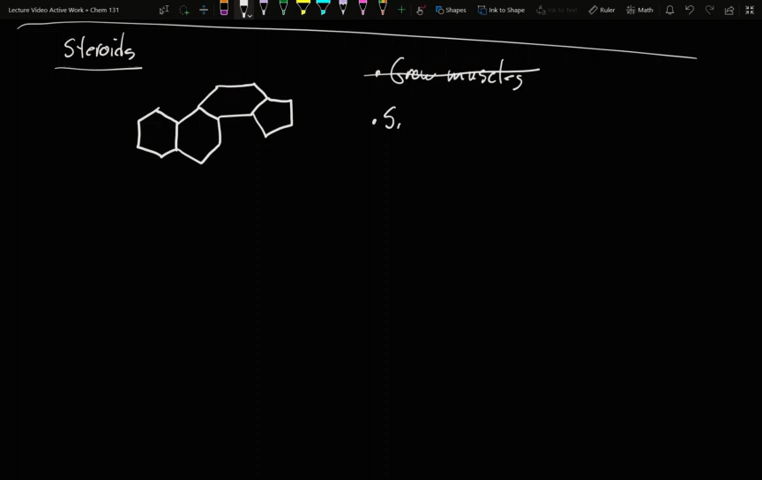 Lecture Video Active Work • Chem 131
Shapes
Ink to Shape
Ink to Text
Ruler
Math
Steroids
• Grow muscles
• S.